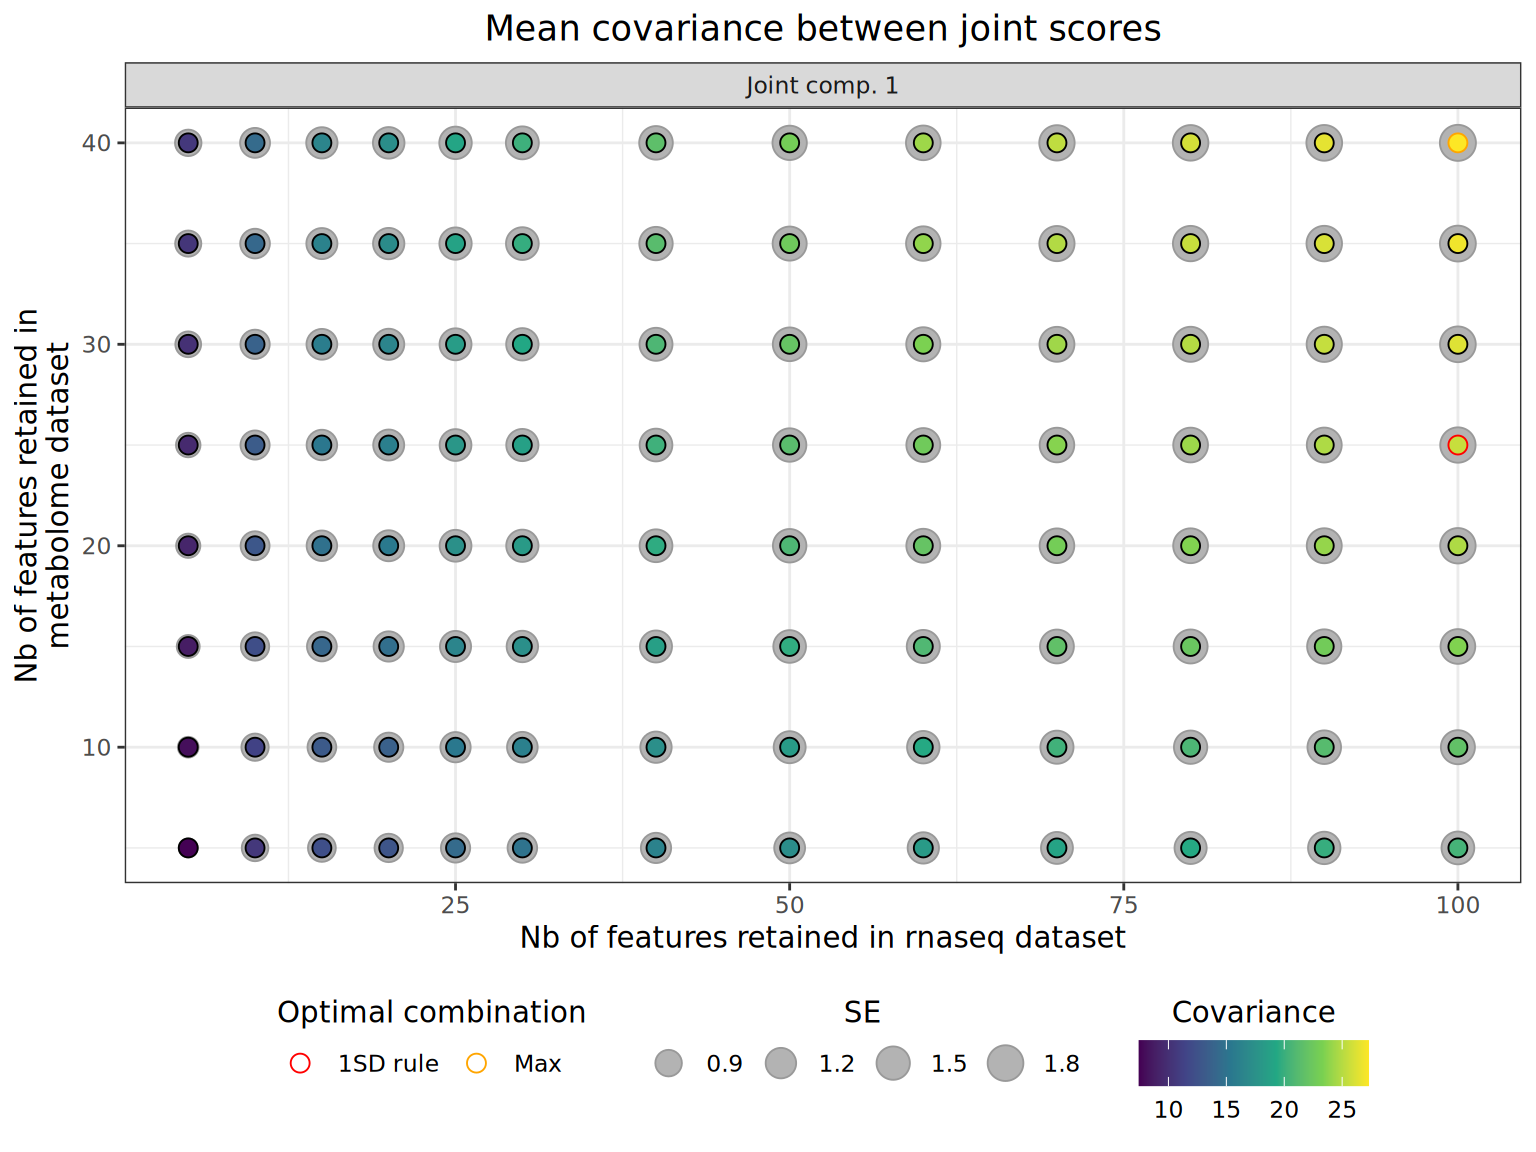 Mean covariance between joint scores
Joint comp. 1
Nb of features retained in
metabolome dataset
40
30
20
10
25
50
75
100
Nb of features retained in rnaseq dataset
Optimal combination
1SD rule
Max
SE
0.9
1.2
1.5
1.8
Covariance
10
15
20
25